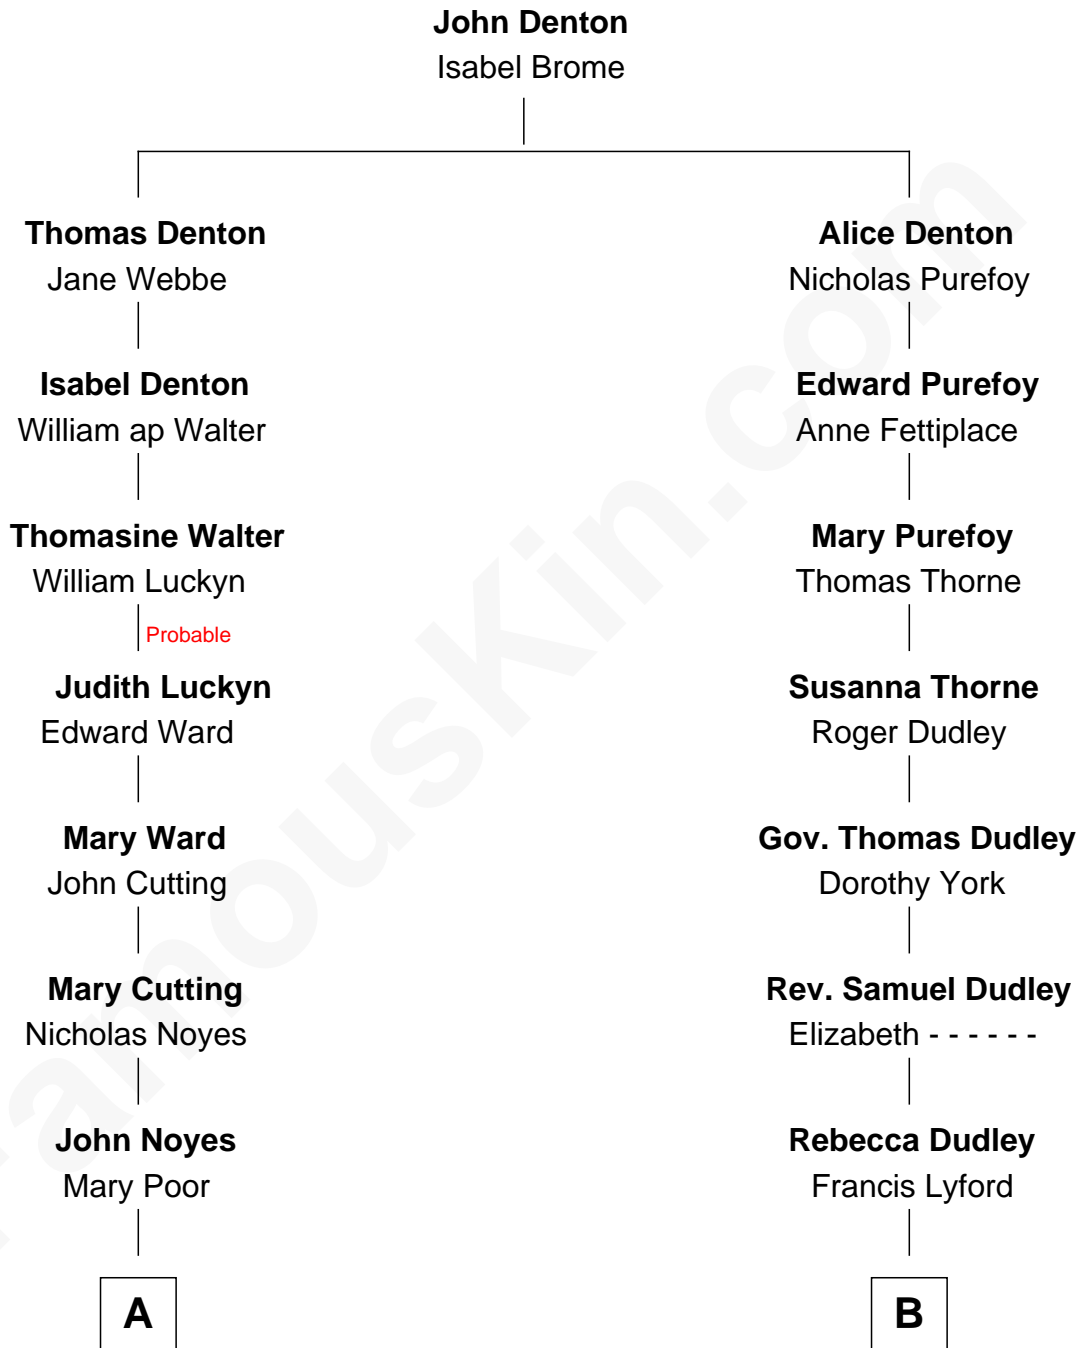 John Denton
Isabel Brome
Thomas Denton
Jane Webbe
Alice Denton
Nicholas Purefoy
Isabel Denton
William ap Walter
Edward Purefoy
Anne Fettiplace
Thomasine Walter
William Luckyn
Mary Purefoy
Thomas Thorne
Probable
Judith Luckyn
Edward Ward
Susanna Thorne
Roger Dudley
Mary Ward
John Cutting
Gov. Thomas Dudley
Dorothy York
Mary Cutting
Nicholas Noyes
Rev. Samuel Dudley
Elizabeth - - - - - -
John Noyes
Mary Poor
Rebecca Dudley
Francis Lyford
A
B
FamousKin.com